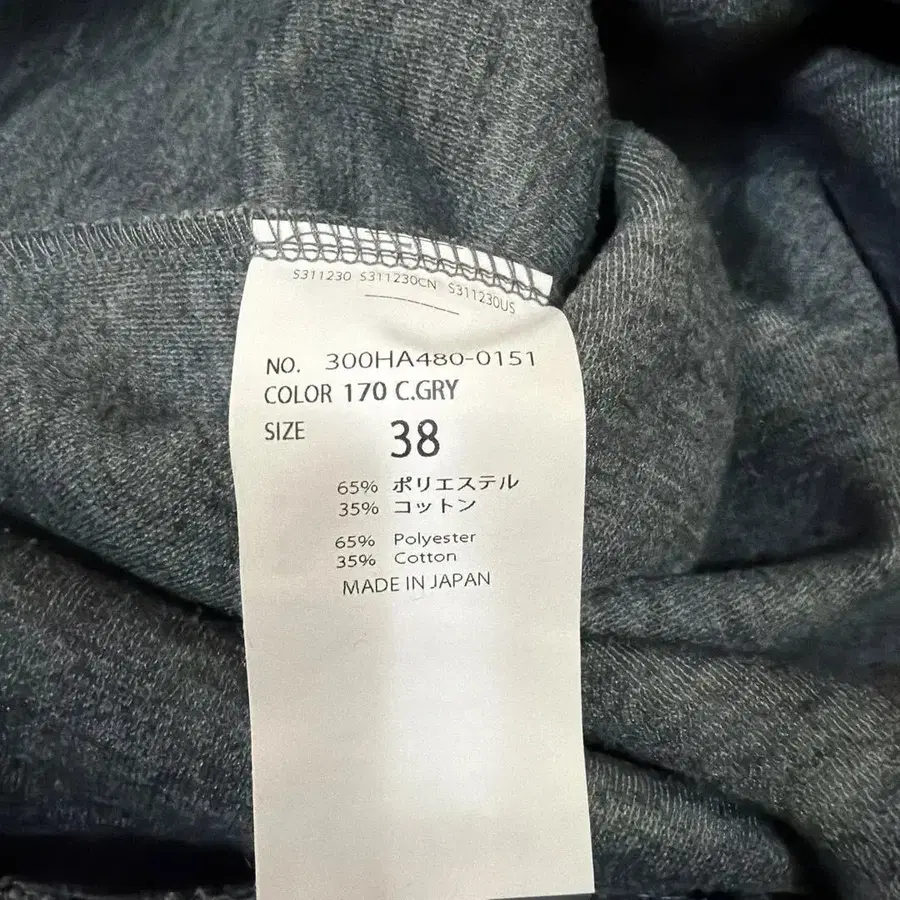 S311230 S311230CN S311230US
NO. 300HA480-0151
COLOR 170 C.GRY
SIZE 38
65% ポリエステル
35% コットン
65% Polyester
35% Cotton
MADE IN JAPAN